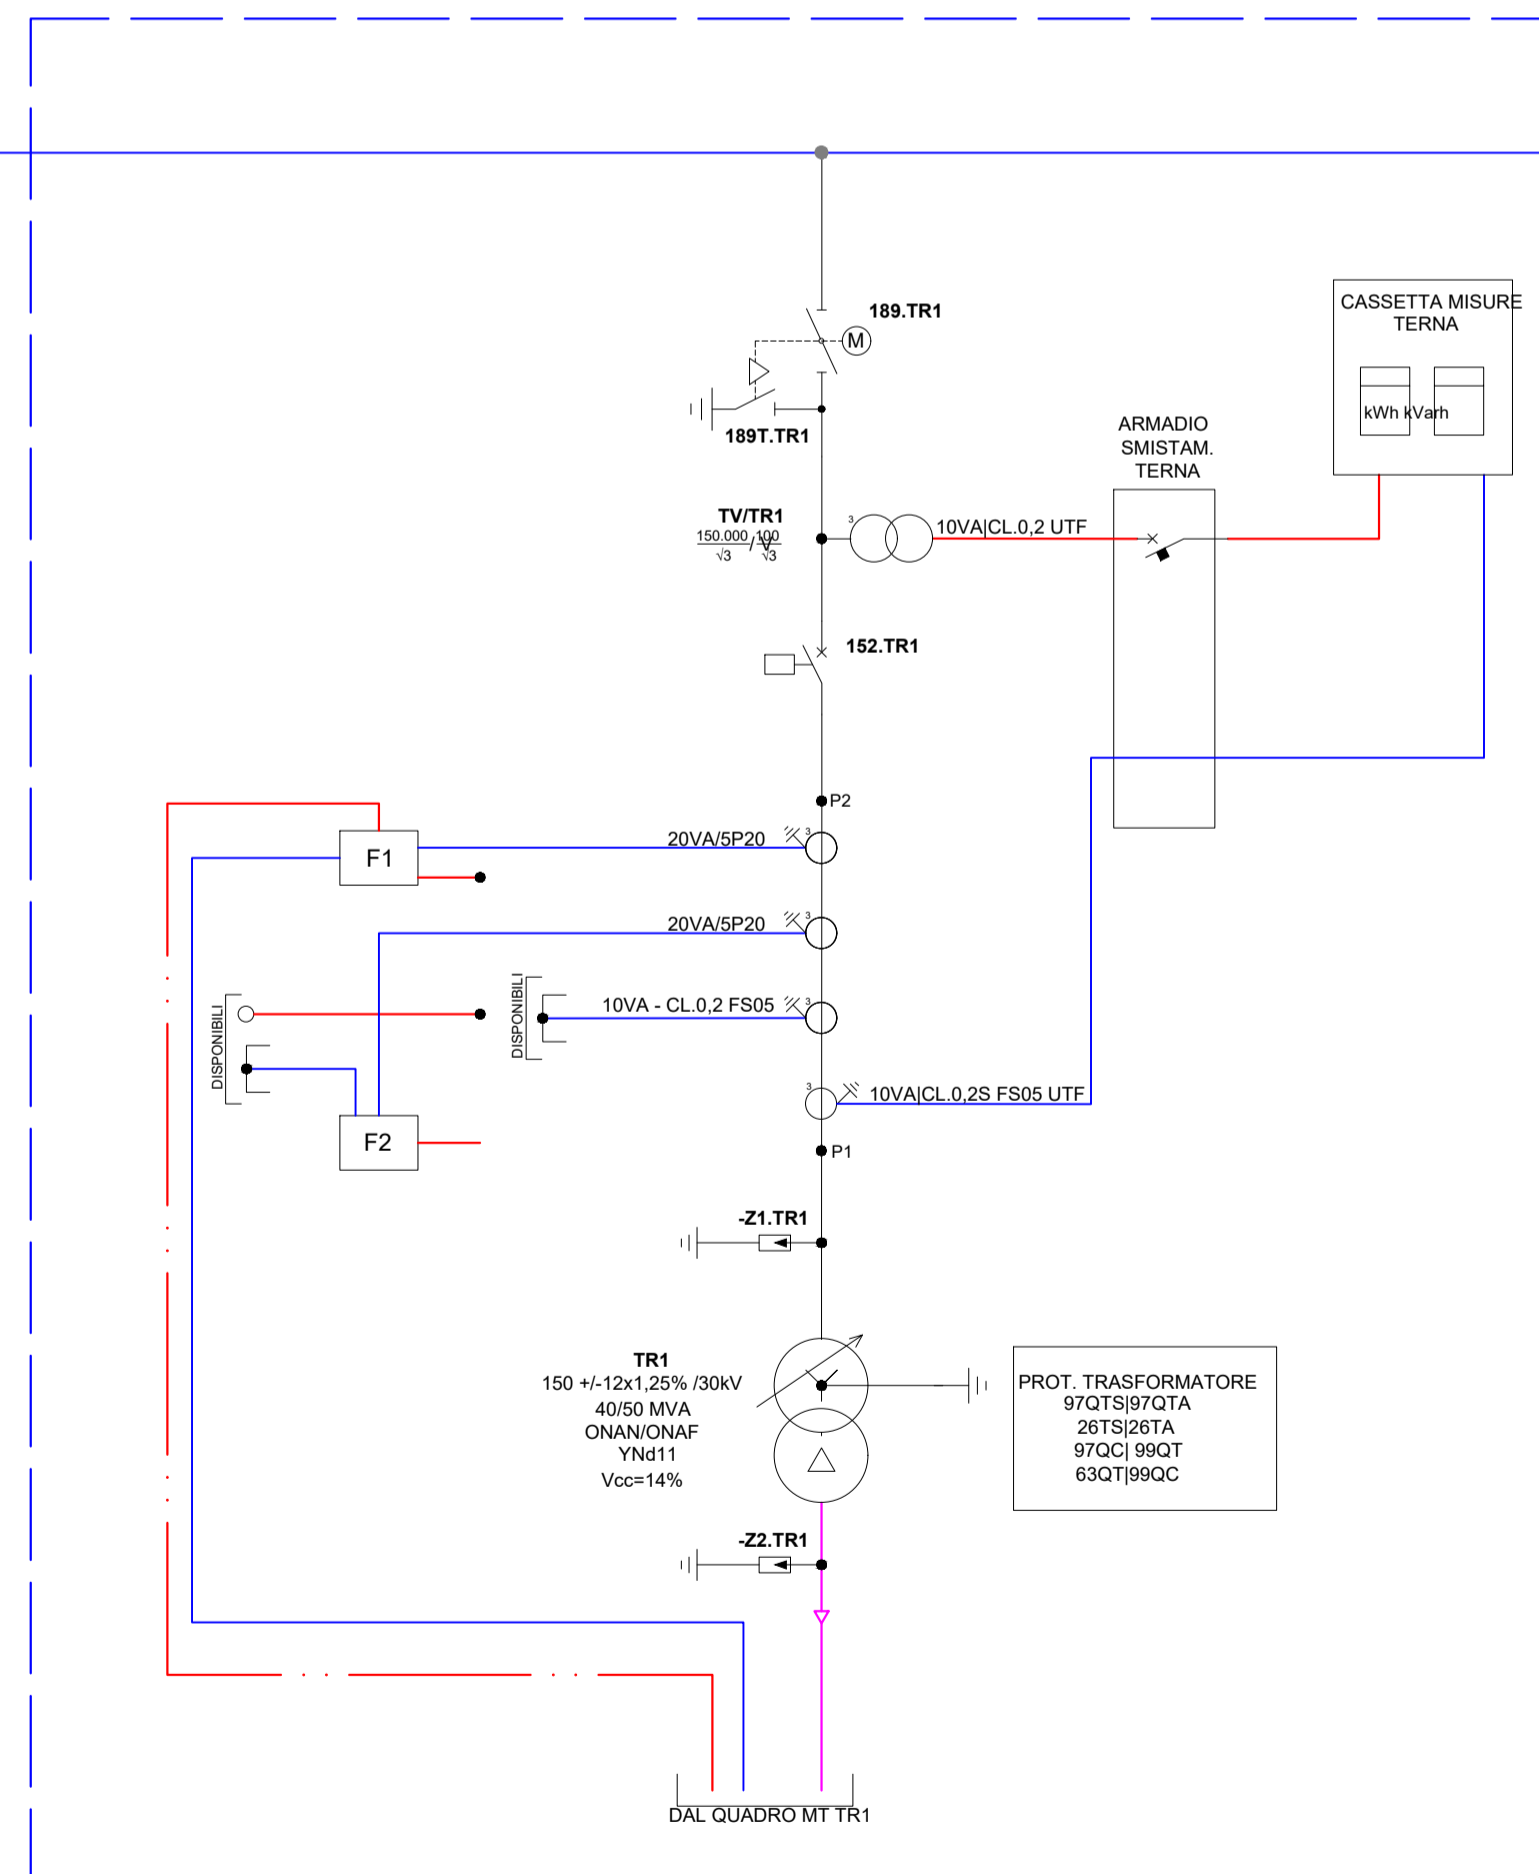 189.TR1
M
189T.TR1
CASSETTA MISURE
TERNA
kWh kVarh
ARMADIO
SMISTAM.
TERNA
TV/TR1
150.000/√3 / 100/√3 V
3
10VA|CL.0,2 UTF
152.TR1
P2
F1
20VA/5P20
3
20VA/5P20
3
DISPONIBILI
DISPONIBILI
10VA - CL.0,2 FS05
3
3
10VA|CL.0,2S FS05 UTF
F2
P1
-Z1.TR1
TR1
150 +/-12x1,25% /30kV
40/50 MVA
ONAN/ONAF
YNd11
Vcc=14%
PROT. TRASFORMATORE
97QTS|97QTA
26TS|26TA
97QC| 99QT
63QT|99QC
-Z2.TR1
DAL QUADRO MT TR1